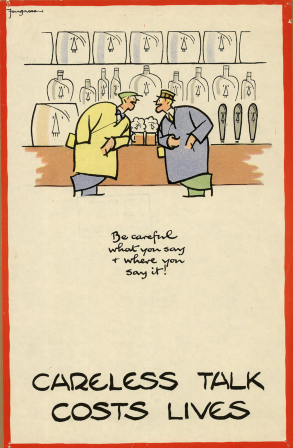 Fougasse
Be careful
what you say
+ where you
say it!
CARELESS TALK
COSTS LIVES